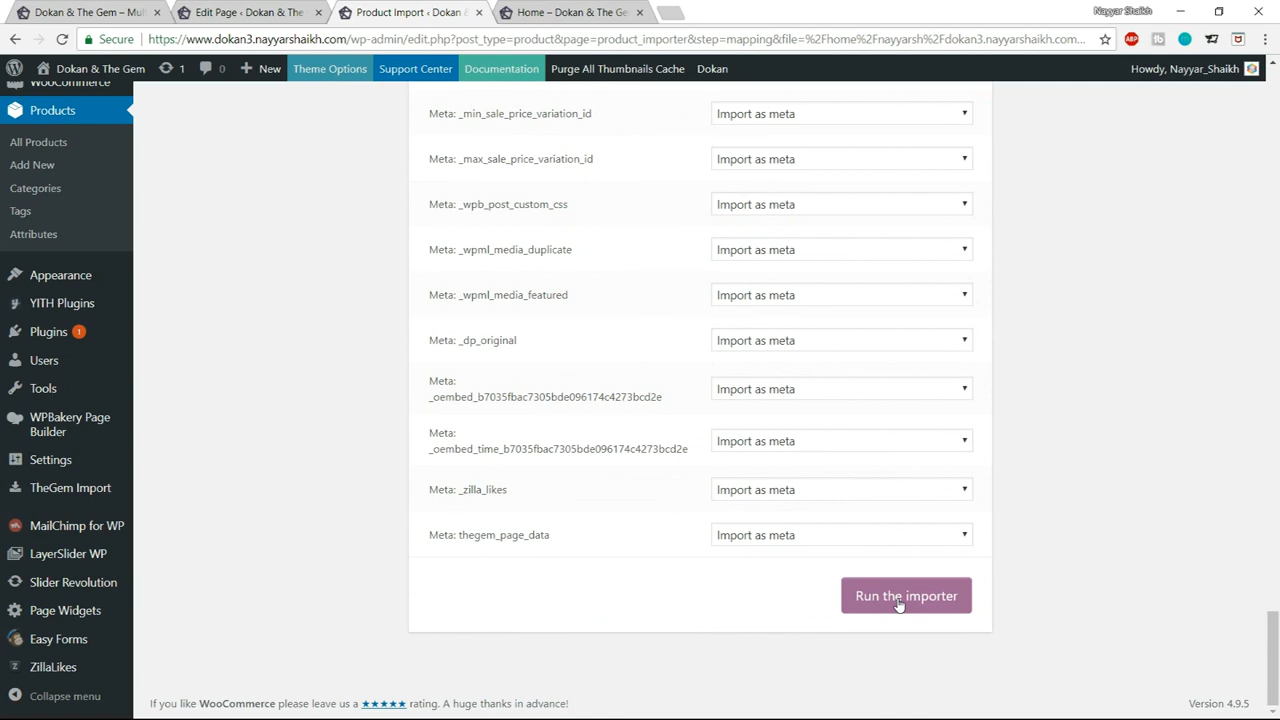 Dokan & The Gem – Mul
Edit Page ‹ Dokan & The
Product Import ‹ Dokan &
Home – Dokan & The Ge
Nayyar Shaikh
Secure
https://www.dokan3.nayyarshaikh.com/wp-admin/edit.php?post_type=product&page=product_importer&step=mapping&file=%2Fhome%2Fnayyarsh%2Fdokan3.nayyarshaikh.com...
ABP
Dokan & The Gem
1
0
New
Theme Options
Support Center
Documentation
Purge All Thumbnails Cache
Dokan
Howdy, Nayyar_Shaikh
WooCommerce
Products
All Products
Add New
Categories
Tags
Attributes
Appearance
YITH Plugins
Plugins 1
Users
Tools
WPBakery Page
Builder
Settings
TheGem Import
MailChimp for WP
LayerSlider WP
Slider Revolution
Page Widgets
Easy Forms
ZillaLikes
Collapse menu
Meta: _min_sale_price_variation_id
Import as meta
Meta: _max_sale_price_variation_id
Import as meta
Meta: _wpb_post_custom_css
Import as meta
Meta: _wpml_media_duplicate
Import as meta
Meta: _wpml_media_featured
Import as meta
Meta: _dp_original
Import as meta
Meta:
_oembed_b7035fbac7305bde096174c4273bcd2e
Import as meta
Meta:
_oembed_time_b7035fbac7305bde096174c4273bcd2e
Import as meta
Meta: _zilla_likes
Import as meta
Meta: thegem_page_data
Import as meta
Run the importer
If you like WooCommerce please leave us a ★★★★★ rating. A huge thanks in advance!
Version 4.9.5